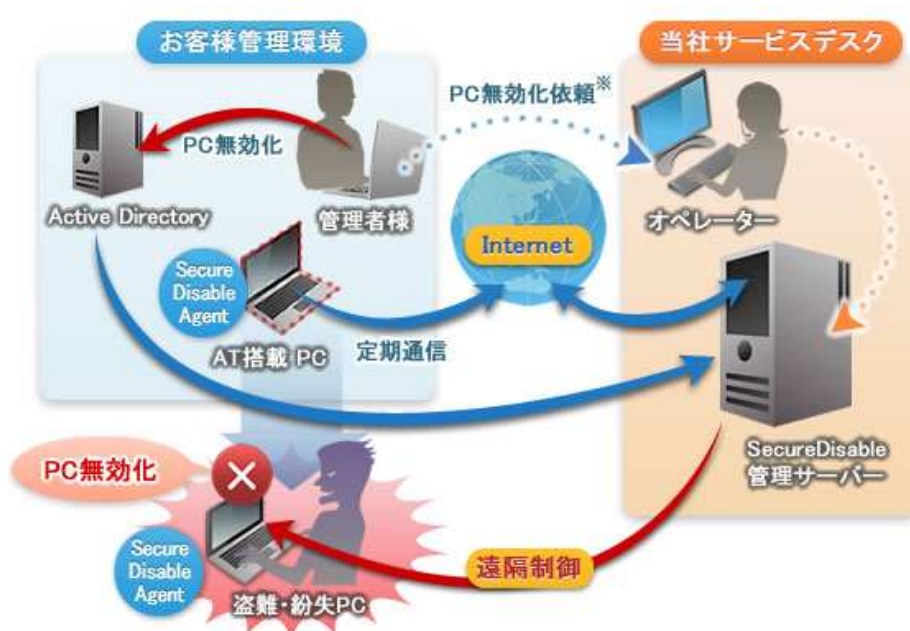 お客様管理環境
当社サービスデスク
PC無効化依頼※
PC無効化
Active Directory
管理者様
オペレーター
Internet
Secure
Disable
Agent
AT搭載 PC
定期通信
SecureDisable
管理サーバー
PC無効化
Secure
Disable
Agent
遠隔制御
盗難・紛失PC